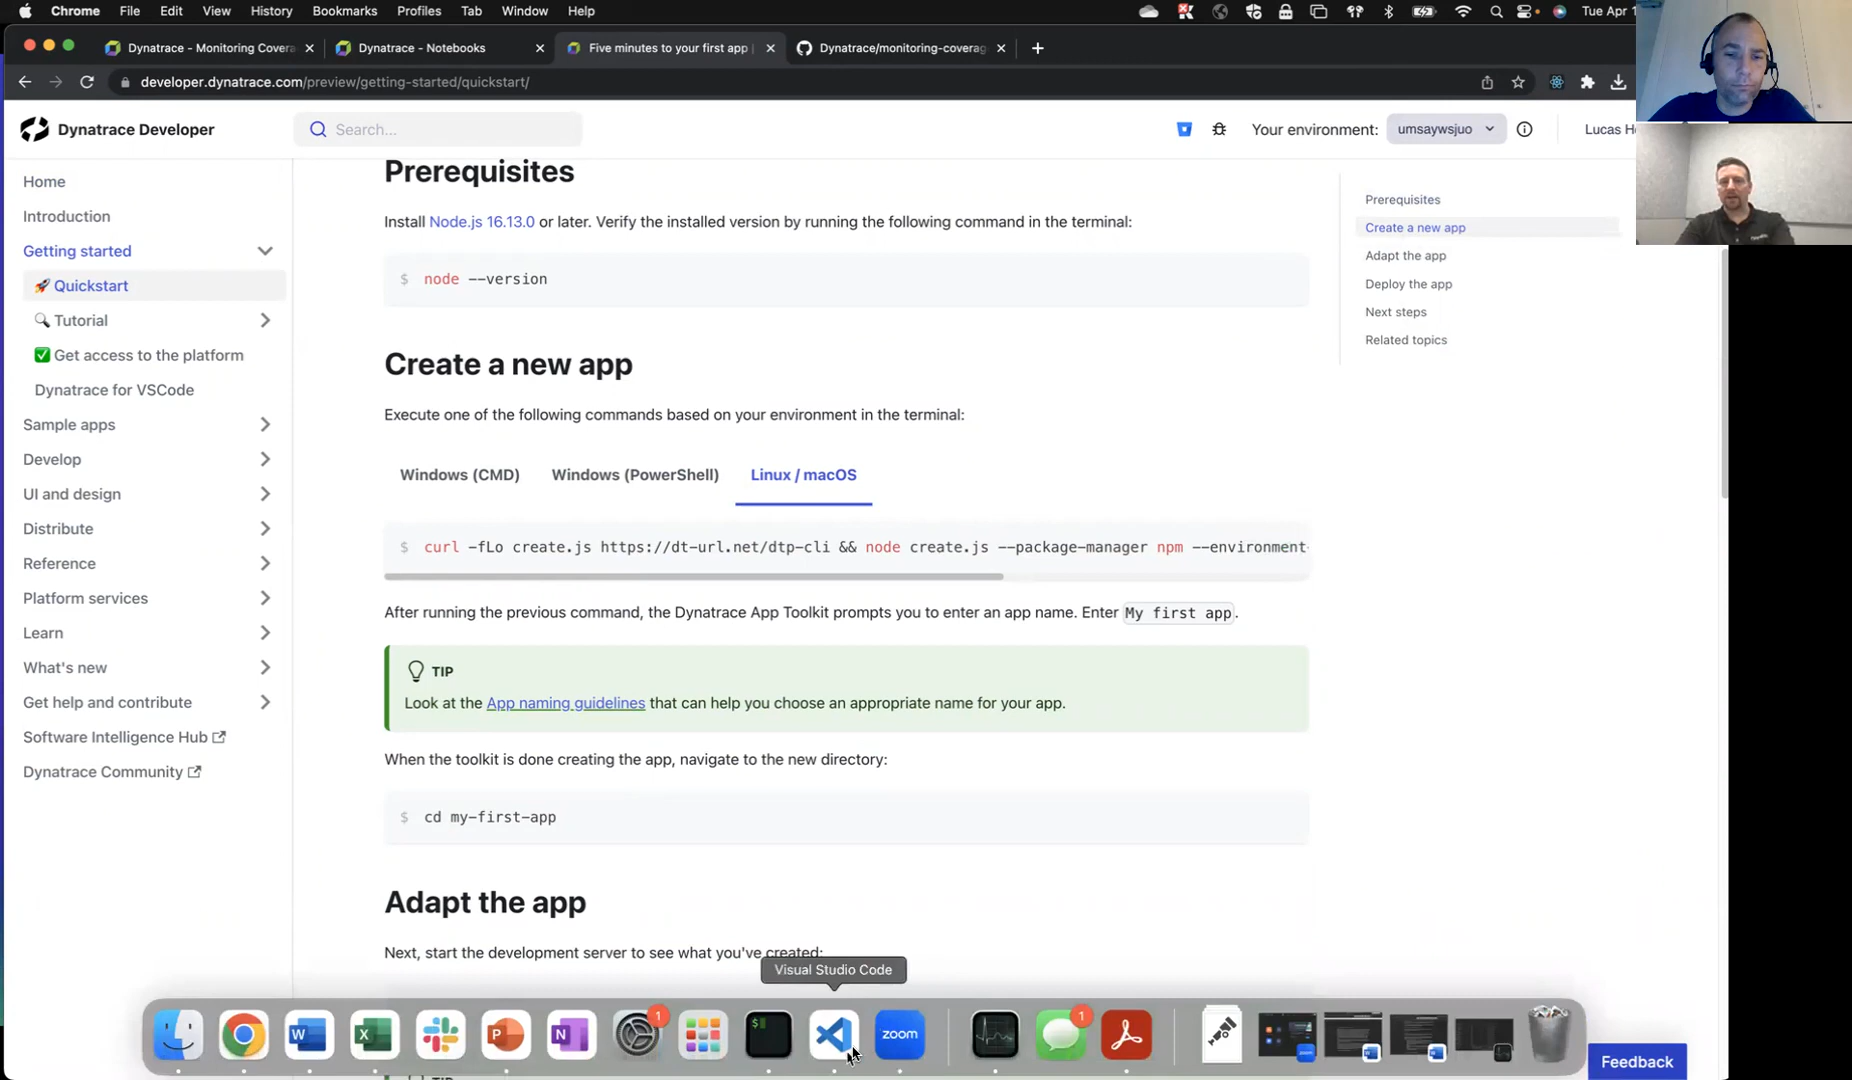 Chrome File Edit View History Bookmarks Profiles Tab Window Help
Tue Apr 1
Dynatrace - Monitoring Covera
Dynatrace - Notebooks
Five minutes to your first app
Dynatrace/monitoring-coverag
developer.dynatrace.com/preview/getting-started/quickstart/
Dynatrace Developer
Search...
Your environment:
umsaywsjuo
Lucas H
Home
Introduction
Getting started
🚀 Quickstart
🔍 Tutorial
✅ Get access to the platform
Dynatrace for VSCode
Sample apps
Develop
UI and design
Distribute
Reference
Platform services
Learn
What's new
Get help and contribute
Software Intelligence Hub
Dynatrace Community
Prerequisites
Install Node.js 16.13.0 or later. Verify the installed version by running the following command in the terminal:
$ node --version
Create a new app
Execute one of the following commands based on your environment in the terminal:
Windows (CMD) Windows (PowerShell) Linux / macOS
$ curl -fLo create.js https://dt-url.net/dtp-cli && node create.js --package-manager npm --environment-
After running the previous command, the Dynatrace App Toolkit prompts you to enter an app name. Enter My first app.
TIP
Look at the App naming guidelines that can help you choose an appropriate name for your app.
When the toolkit is done creating the app, navigate to the new directory:
$ cd my-first-app
Adapt the app
Next, start the development server to see what you've created:
Prerequisites
Create a new app
Adapt the app
Deploy the app
Next steps
Related topics
Visual Studio Code
1
zoom
1
Feedback